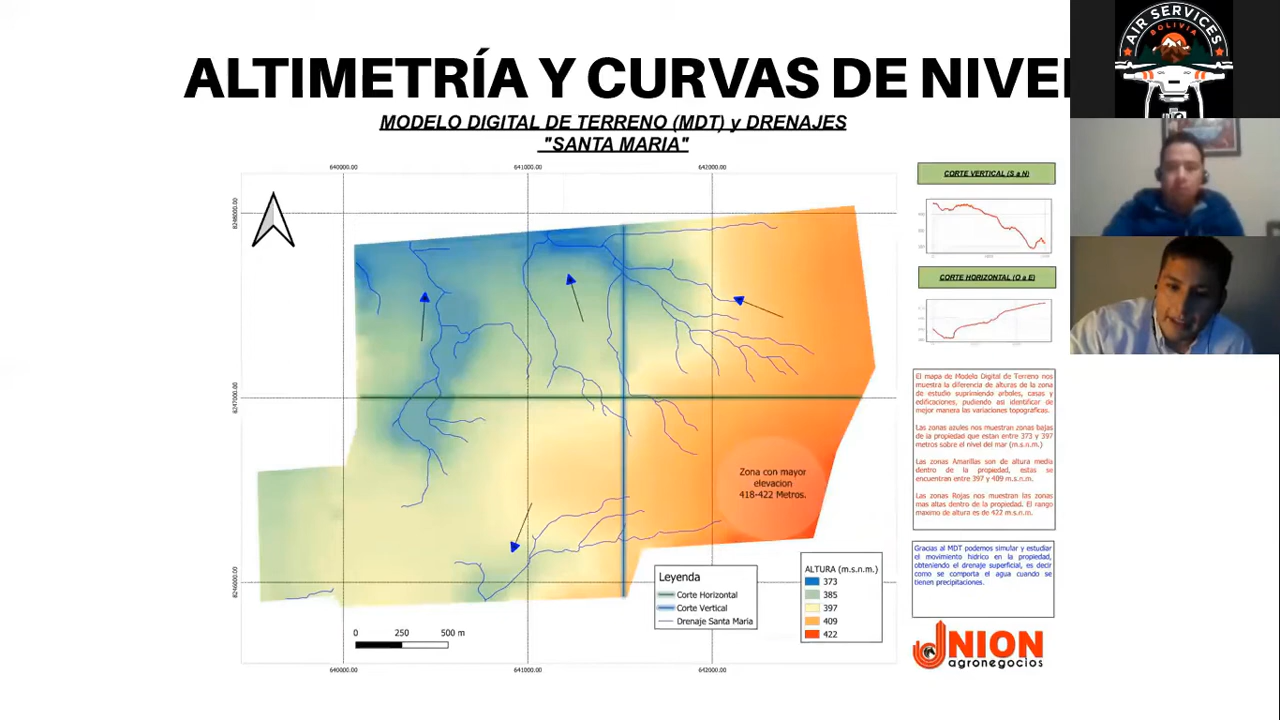 ALTIMETRÍA Y CURVAS DE NIVE
MODELO DIGITAL DE TERRENO (MDT) y DRENAJES
"SANTA MARIA"
AIR SERVICES
BOLIVIA
640000.00
641000.00
642000.00
8248000.00
8247000.00
8246000.00
Zona con mayor
elevacion
418-422 Metros.
Leyenda
Corte Horizontal
Corte Vertical
Drenaje Santa Maria
ALTURA (m.s.n.m.)
373
385
397
409
422
0 250 500 m
640000.00
641000.00
642000.00
CORTE VERTICAL (S a N)
CORTE HORIZONTAL (O a E)
El mapa de Modelo Digital de Terreno nos
muestra la diferencia de alturas de la zona
de estudio suprimiendo arboles, casas y
edificaciones, pudiendo asi identificar de
mejor manera las variaciones topograficas.
Las zonas azules nos muestran zonas bajas
de la propiedad que estan entre 373 y 397
metros sobre el nivel del mar (m.s.n.m.)
Las zonas Amarillas son de altura media
dentro de la propiedad, estas se
encuentran entre 397 y 409 m.s.n.m.
Las zonas Rojas nos muestran las zonas
mas altas dentro de la propiedad. El rango
maximo de altura es de 422 m.s.n.m.
Gracias al MDT podemos simular y estudiar
el movimiento hidrico en la propiedad,
obteniendo el drenaje superficial, es decir
como se comporta el agua cuando se
tienen precipitaciones.
UNION
agronegocios